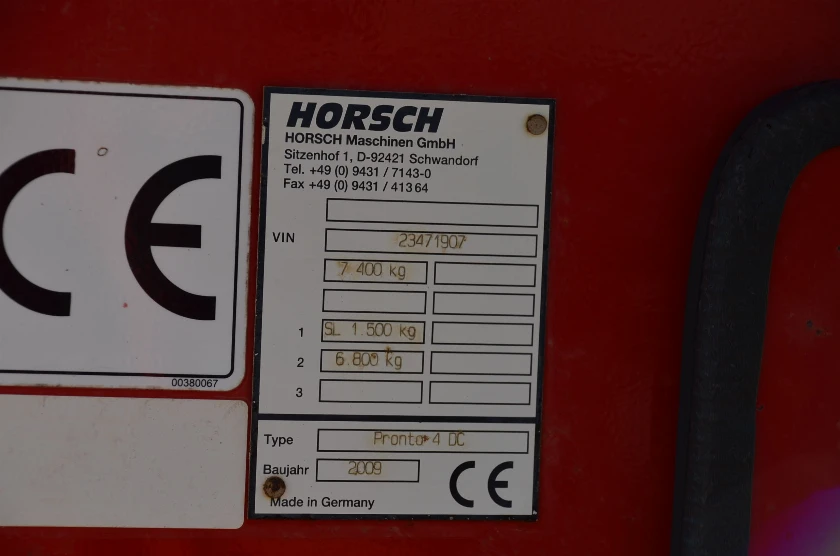 CE
00380067
HORSCH
HORSCH Maschinen GmbH
Sitzenhof 1, D-92421 Schwandorf
Tel. +49 (0) 9431 / 7143-0
Fax +49 (0) 9431 / 41364
VIN 23471907
7 400 kg
1 SL 1.500 kg
2 6.800 kg
3
Type Pronto 4 DC
Baujahr 2009
CE
Made in Germany